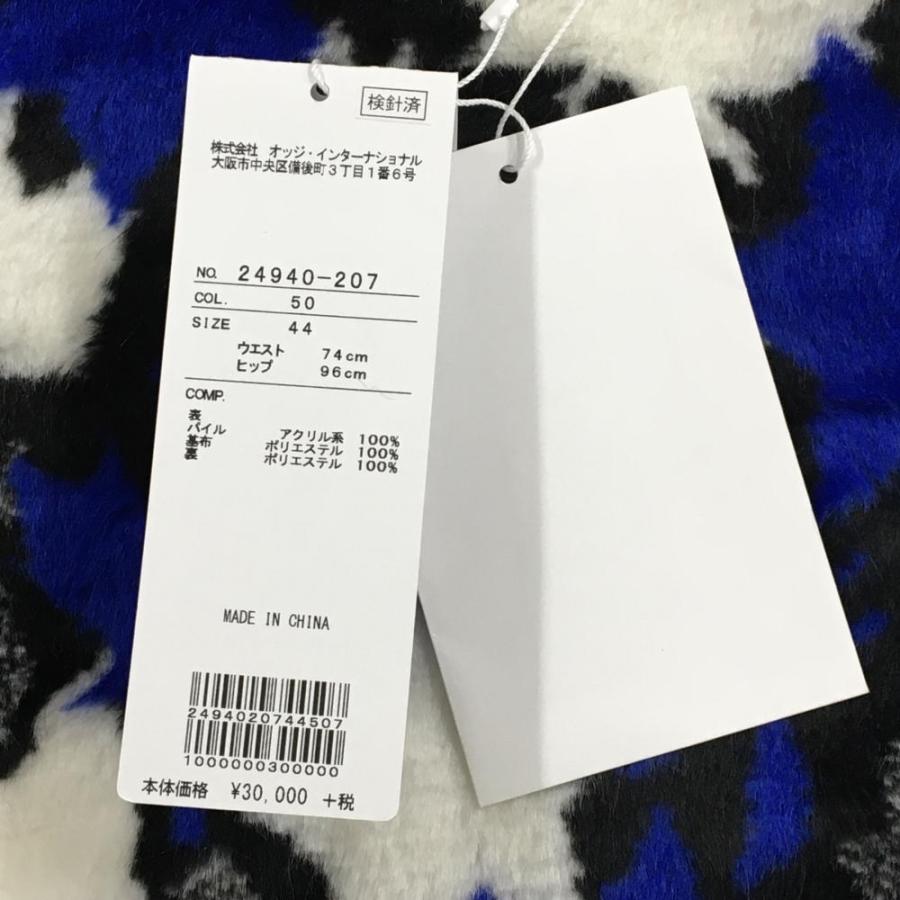 検針済
株式会社 オッジ・インターナショナル
大阪市中央区備後町3丁目1番6号
NO. 24940-207
COL. 50
SIZE 44
ウエスト 74cm
ヒップ 96cm
COMP.
表
パイル アクリル系 100%
基布 ポリエステル 100%
裏 ポリエステル 100%
MADE IN CHINA
2494020744507
1000000300000
本体価格 ¥30,000 +税